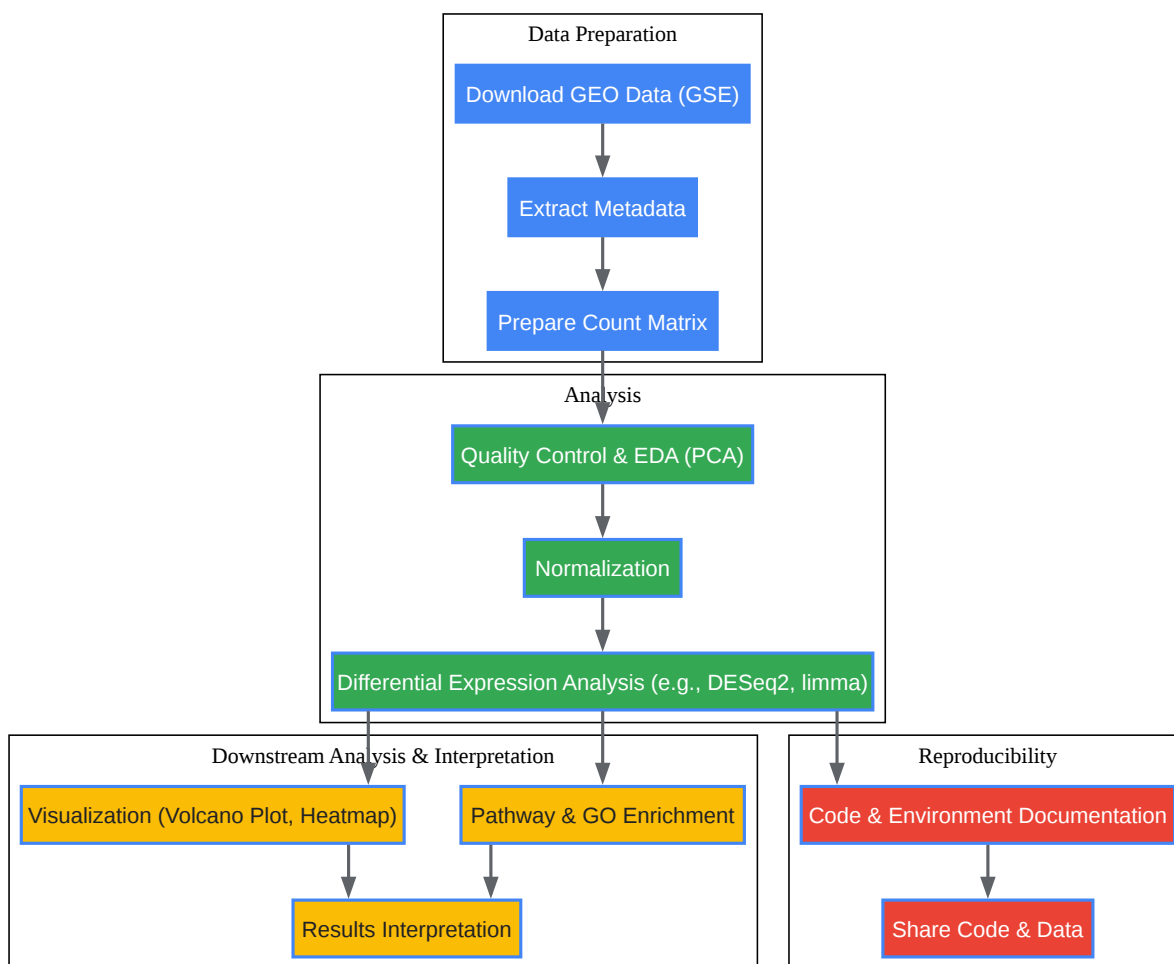 Data Preparation
Download GEO Data (GSE)
Extract Metadata
Prepare Count Matrix
Analysis
Quality Control & EDA (PCA)
Normalization
Differential Expression Analysis (e.g., DESeq2, limma)
Downstream Analysis & Interpretation
Visualization (Volcano Plot, Heatmap)
Pathway & GO Enrichment
Results Interpretation
Reproducibility
Code & Environment Documentation
Share Code & Data